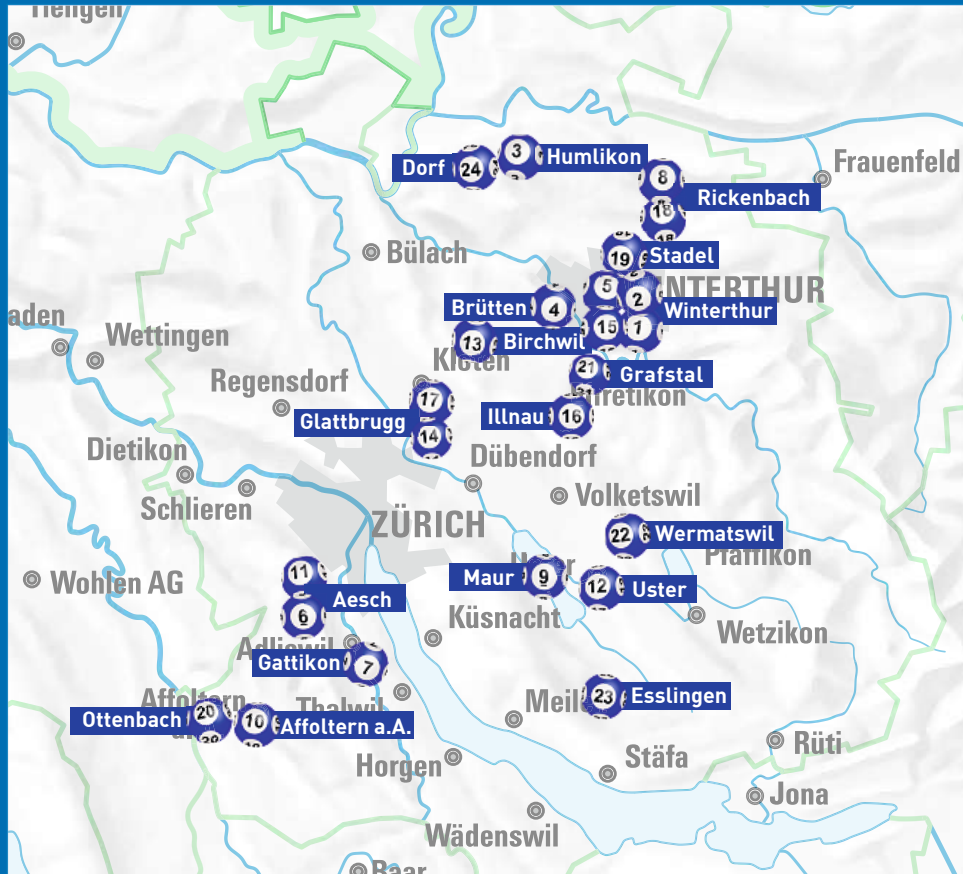 Tiengen
3
Humlikon
Dorf
24
Frauenfeld
8
Rickenbach
18
Bülach
19
Stadel
5
2
WINTERTHUR
Brütten
4
Winterthur
aden
Wettingen
13
Birchwil
15
1
Kloten
21
Grafstal
Regensdorf
Effretikon
17
Glattbrugg
14
Illnau
16
Dietikon
Dübendorf
Schlieren
Volketswil
ZÜRICH
22
Wermatswil
Pfäffikon
Uster
Wohlen AG
11
Maur
9
12
Uster
Aesch
6
Küsnacht
Wetzikon
Adliswil
Gattikon
7
Affoltern
Thalwil
Meilen
23
Esslingen
Ottenbach
20
10
Affoltern a.A.
Horgen
Stäfa
Rüti
Jona
Wädenswil
Baar